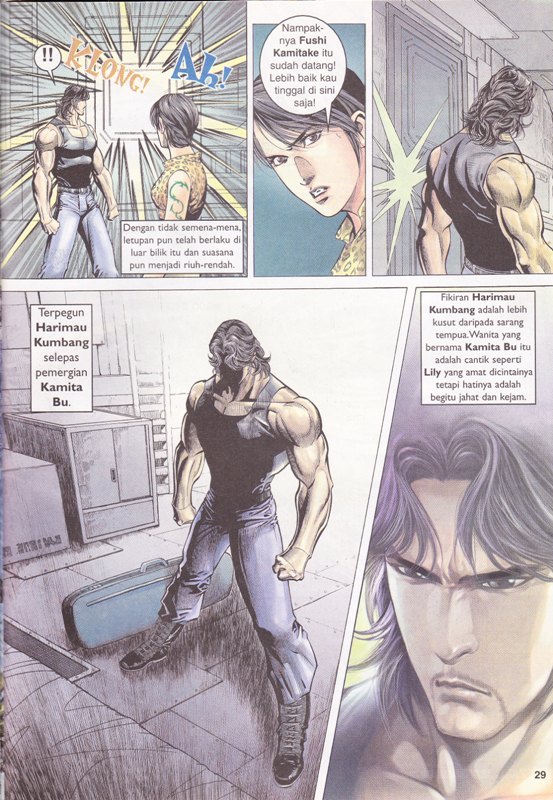 !!
KLONG!
Ah!
Dengan tidak semena-mena,
letupan pun telah berlaku di
luar bilik itu dan suasana
pun menjadi riuh-rendah.
Nampak-
nya Fushi
Kamitake itu
sudah datang!
Lebih baik kau
tinggal di sini
saja!
Terpegun
Harimau
Kumbang
selepas
pemergian
Kamita
Bu.
Fikiran Harimau
Kumbang adalah lebih
kusut daripada sarang
tempua. Wanita yang
bernama Kamita Bu itu
adalah cantik seperti
Lily yang amat dicintainya
tetapi hatinya adalah
begitu jahat dan kejam.
29